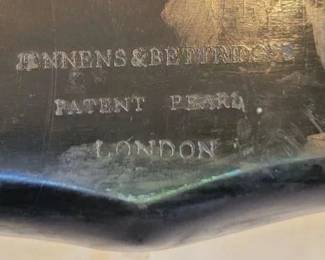 JENNENS & BETTRIDGE
PATENT PEARL
LONDON